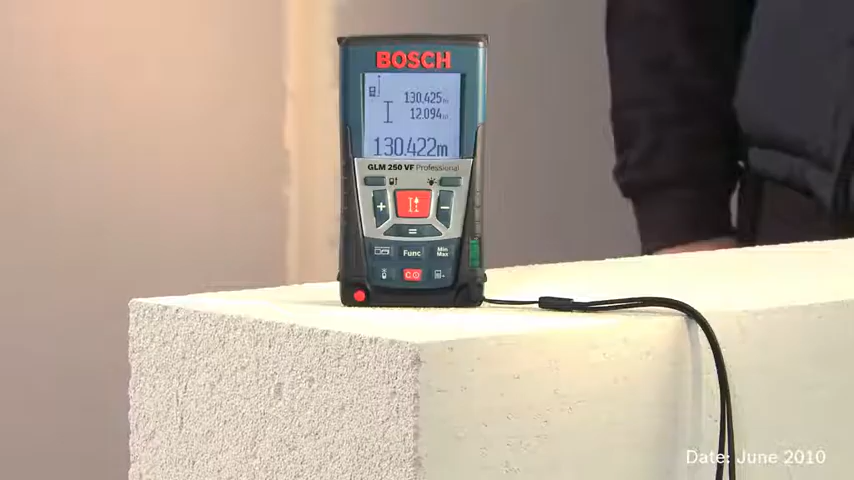 BOSCH
130.425m
12.094m
130.422m
GLM 250 VF Professional
+
−
=
Func
Min
Max
C
Date: June 2010